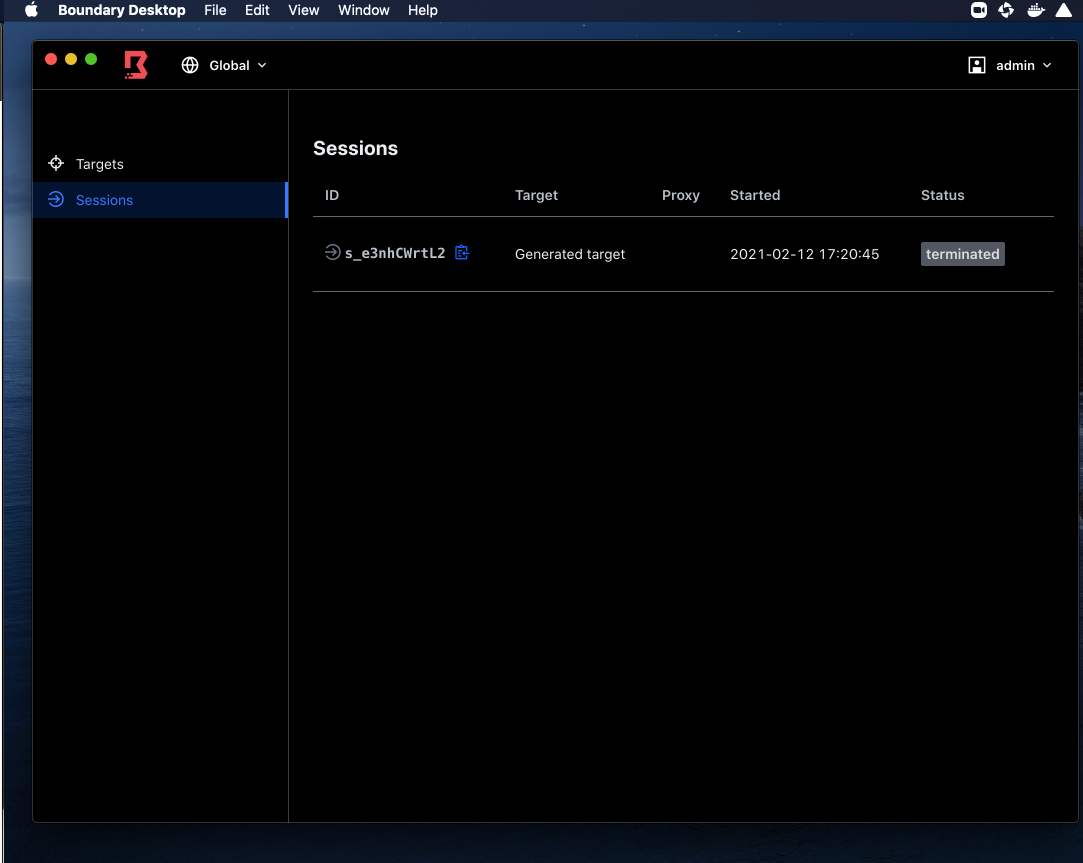 Boundary Desktop File Edit View Window Help
Global admin
Targets
Sessions
Sessions
ID Target Proxy Started Status
s_e3nhCWrtL2 Generated target 2021-02-12 17:20:45 terminated